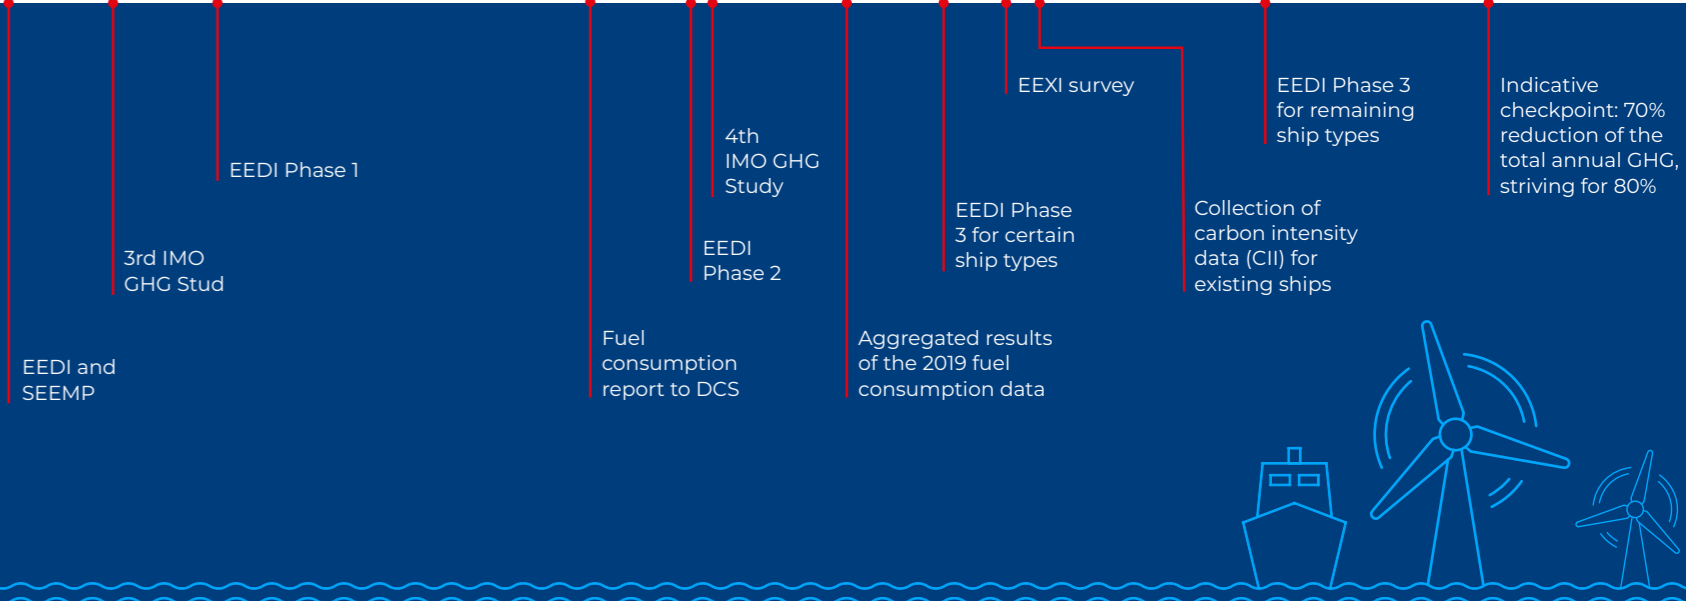 EEDI and
SEEMP
3rd IMO
GHG Stud
EEDI Phase 1
Fuel
consumption
report to DCS
EEDI
Phase 2
4th
IMO GHG
Study
Aggregated results
of the 2019 fuel
consumption data
EEDI Phase
3 for certain
ship types
EEXI survey
Collection of
carbon intensity
data (CII) for
existing ships
EEDI Phase 3
for remaining
ship types
Indicative
checkpoint: 70%
reduction of the
total annual GHG,
striving for 80%